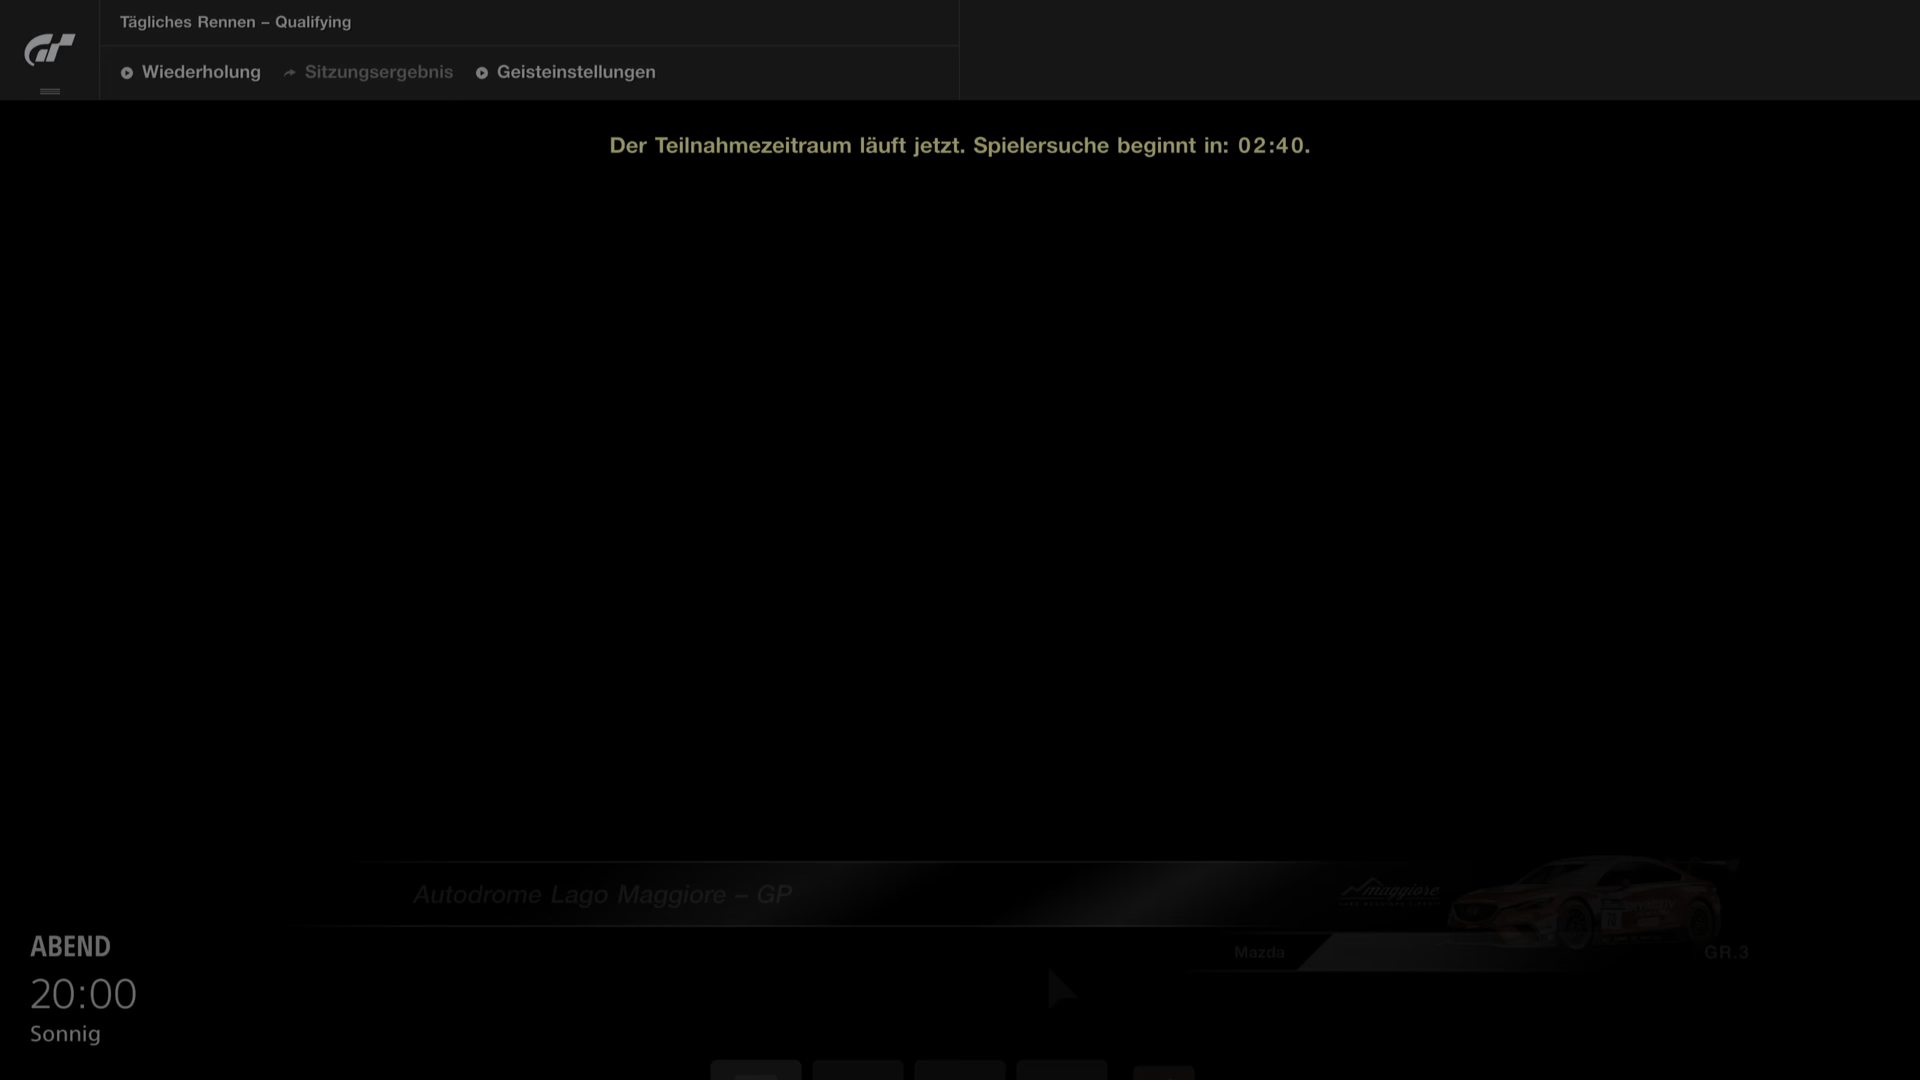 Tägliches Rennen – Qualifying
Wiederholung Sitzungsergebnis Geisteinstellungen
Der Teilnahmezeitraum läuft jetzt. Spielersuche beginnt in: 02:40.
Autodrome Lago Maggiore – GP
maggiore
Mazda
GR.3
ABEND
20:00
Sonnig